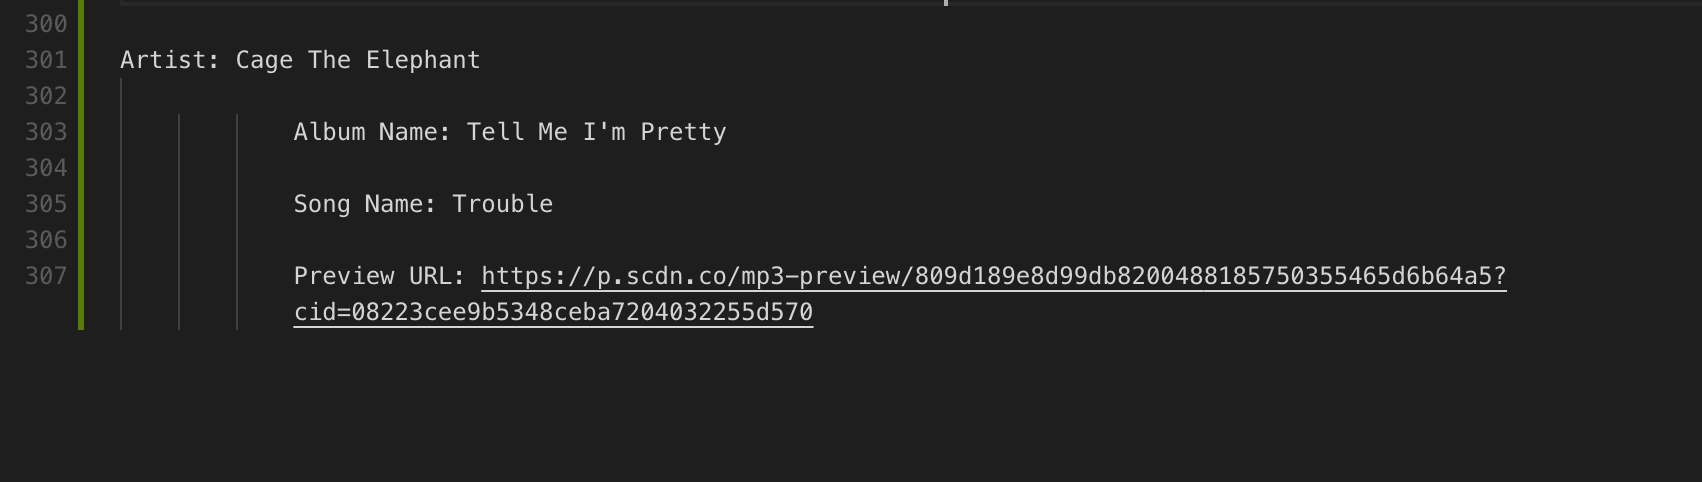 300
301 Artist: Cage The Elephant
302
303 Album Name: Tell Me I'm Pretty
304
305 Song Name: Trouble
306
307 Preview URL: https://p.scdn.co/mp3-preview/809d189e8d99db8200488185750355465d6b64a5?
cid=08223cee9b5348ceba7204032255d570